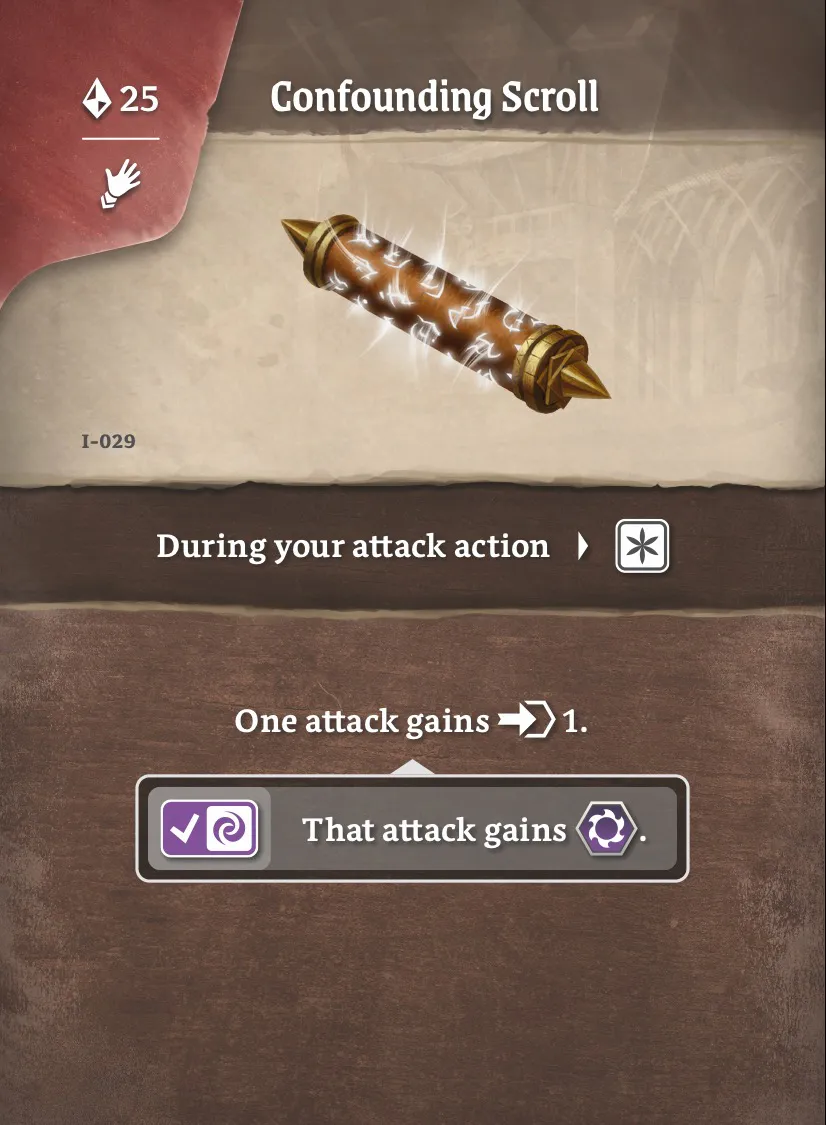 25
Confounding Scroll
I-029
During your attack action
One attack gains 1.
That attack gains .